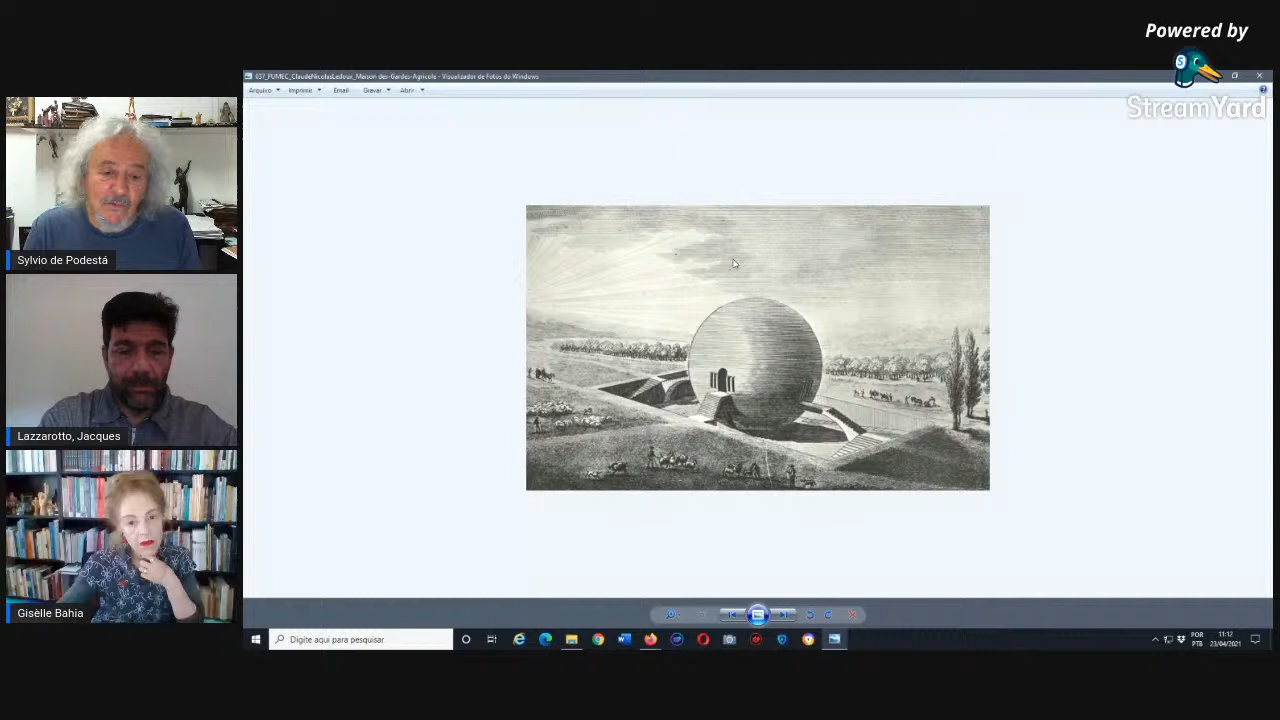 Powered by
StreamYard
037_FUMEC_ClaudeNicolasLedoux_Maison des-Gardes-Agricole - Visualizador de Fotos do Windows
Arquivo Imprimir Email Gravar Abrir
Sylvio de Podestá
Lazzarotto, Jacques
Gisèlle Bahia
Digite aqui para pesquisar
POR
PTB
11:12
23/04/2021